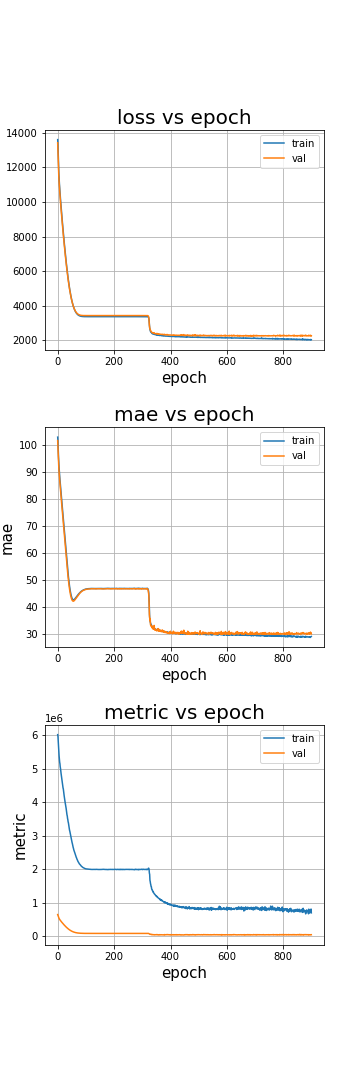 loss vs epoch
14000
12000
10000
8000
6000
4000
2000
train
val
0 200 400 600 800
epoch
mae vs epoch
100
90
80
70
60
50
40
30
mae
train
val
0 200 400 600 800
epoch
metric vs epoch
1e6
6
5
4
3
2
1
0
metric
train
val
0 200 400 600 800
epoch